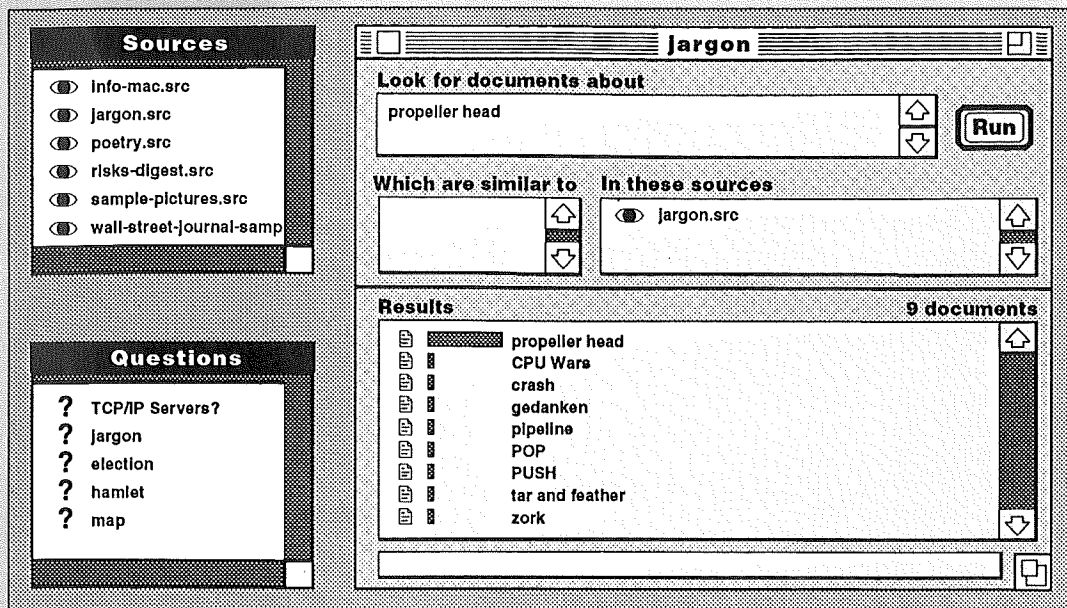 Sources
info-mac.src
jargon.src
poetry.src
risks-digest.src
sample-pictures.src
wall-street-journal-samp
Questions
? TCP/IP Servers?
? jargon
? election
? hamlet
? map
jargon
Look for documents about
propeller head
Run
Which are similar to
In these sources
jargon.src
Results
9 documents
propeller head
CPU Wars
crash
gedanken
pipeline
POP
PUSH
tar and feather
zork